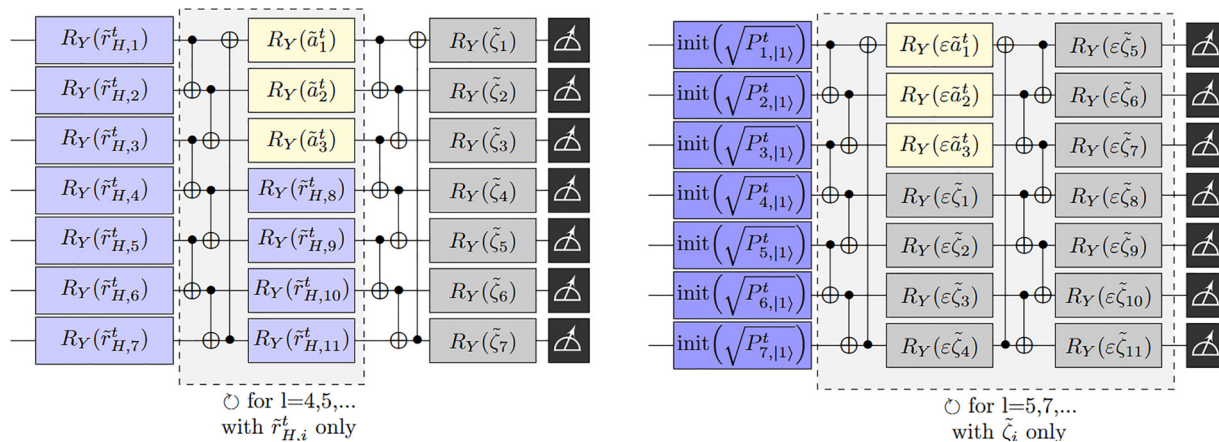 R_Y(r̃^t_{H,1}) R_Y(ã^t_1) R_Y(ζ̃_1)
R_Y(r̃^t_{H,2}) R_Y(ã^t_2) R_Y(ζ̃_2)
R_Y(r̃^t_{H,3}) R_Y(ã^t_3) R_Y(ζ̃_3)
R_Y(r̃^t_{H,4}) R_Y(r̃^t_{H,8}) R_Y(ζ̃_4)
R_Y(r̃^t_{H,5}) R_Y(r̃^t_{H,9}) R_Y(ζ̃_5)
R_Y(r̃^t_{H,6}) R_Y(r̃^t_{H,10}) R_Y(ζ̃_6)
R_Y(r̃^t_{H,7}) R_Y(r̃^t_{H,11}) R_Y(ζ̃_7)
↻ for l=4,5,...
with r̃^t_{H,i} only
init(√P^t_{1,|1⟩}) R_Y(εã^t_1) R_Y(εζ̃_5)
init(√P^t_{2,|1⟩}) R_Y(εã^t_2) R_Y(εζ̃_6)
init(√P^t_{3,|1⟩}) R_Y(εã^t_3) R_Y(εζ̃_7)
init(√P^t_{4,|1⟩}) R_Y(εζ̃_1) R_Y(εζ̃_8)
init(√P^t_{5,|1⟩}) R_Y(εζ̃_2) R_Y(εζ̃_9)
init(√P^t_{6,|1⟩}) R_Y(εζ̃_3) R_Y(εζ̃_10)
init(√P^t_{7,|1⟩}) R_Y(εζ̃_4) R_Y(εζ̃_11)
↻ for l=5,7,...
with ζ̃_i only